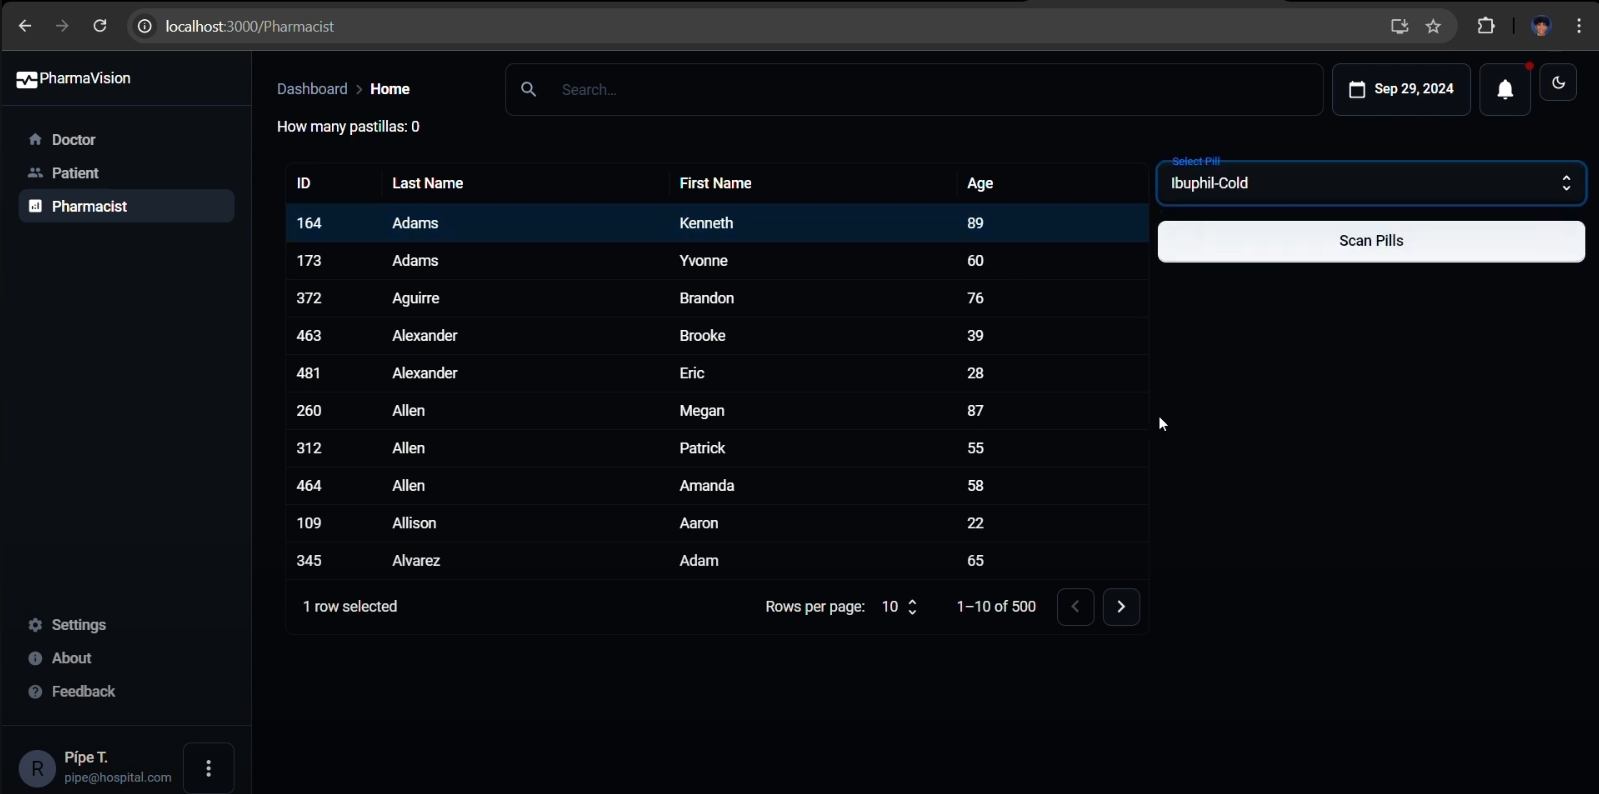 localhost:3000/Pharmacist
PharmaVision
Doctor
Patient
Pharmacist
Settings
About
Feedback
R
Pípe T.
pipe@hospital.com
Dashboard > Home
Search...
Sep 29, 2024
How many pastillas: 0
ID Last Name First Name Age
164 Adams Kenneth 89
173 Adams Yvonne 60
372 Aguirre Brandon 76
463 Alexander Brooke 39
481 Alexander Eric 28
260 Allen Megan 87
312 Allen Patrick 55
464 Allen Amanda 58
109 Allison Aaron 22
345 Alvarez Adam 65
1 row selected Rows per page: 10 1–10 of 500
Select Pill
Ibuphil-Cold
Scan Pills